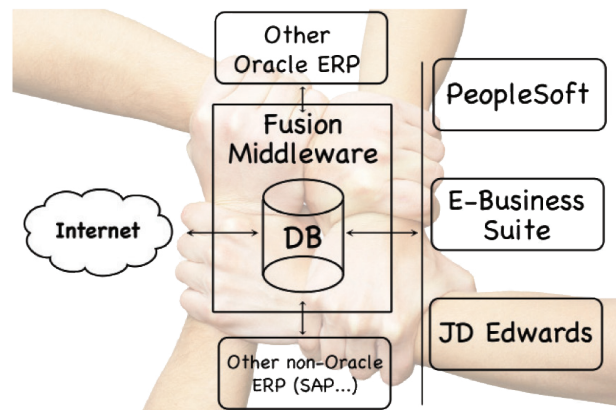 Other
Oracle ERP
PeopleSoft
Fusion
Middleware
E-Business
Suite
Internet
DB
JD Edwards
Other non-Oracle
ERP (SAP...)